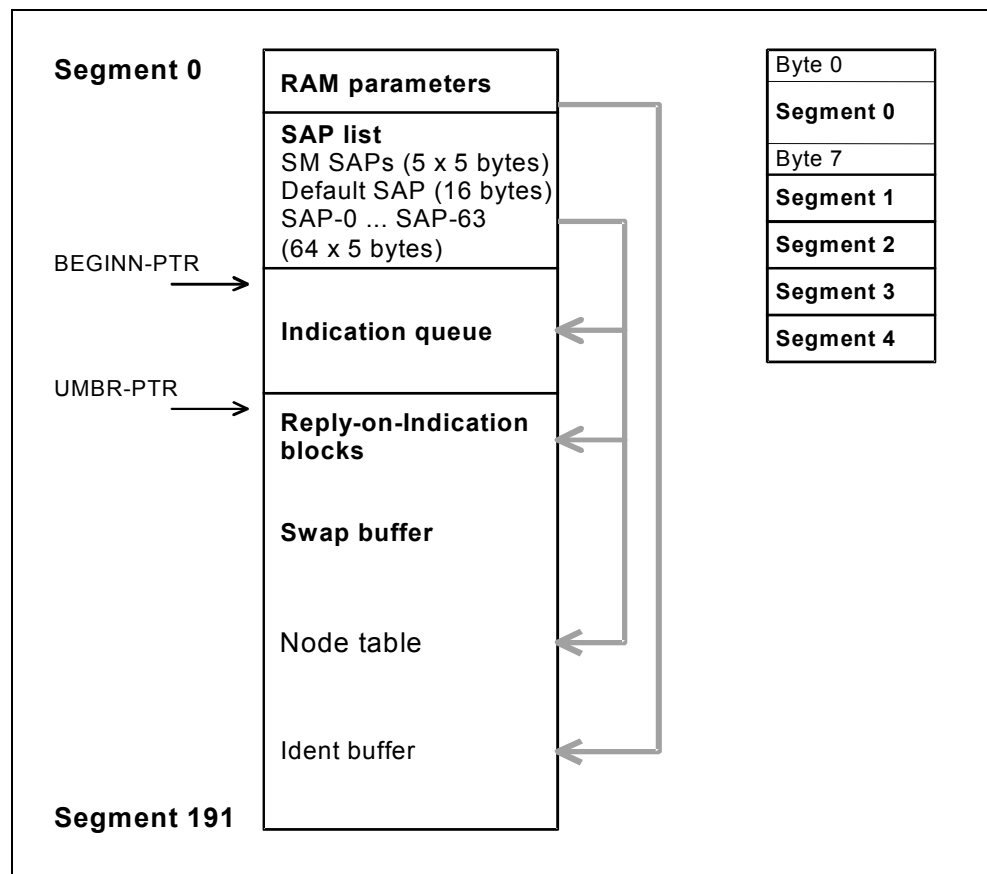 Segment 0
RAM parameters
SAP list
SM SAPs (5 x 5 bytes)
Default SAP (16 bytes)
SAP-0 ... SAP-63
(64 x 5 bytes)
BEGINN-PTR
Indication queue
UMBR-PTR
Reply-on-Indication
blocks
Swap buffer
Node table
Ident buffer
Segment 191
Byte 0
Segment 0
Byte 7
Segment 1
Segment 2
Segment 3
Segment 4